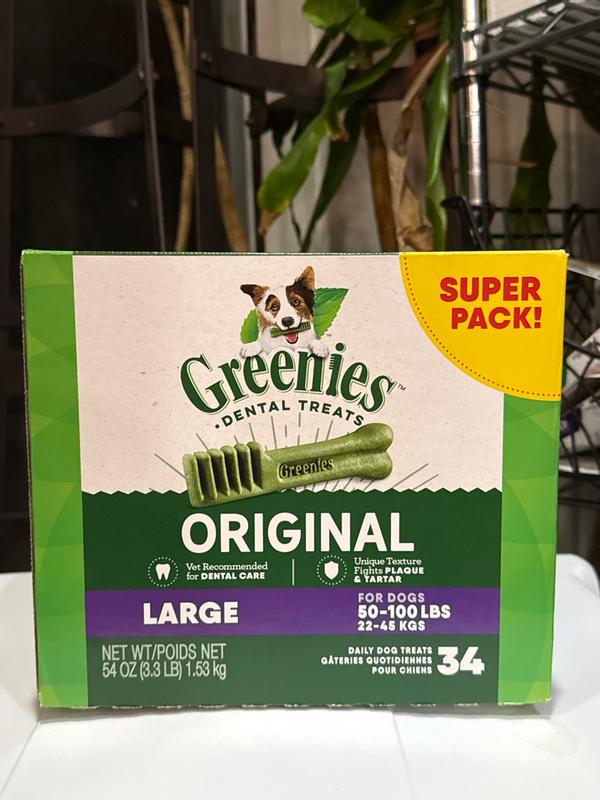 SUPER
PACK!
Greenies™
•DENTAL TREATS•
Greenies
ORIGINAL
Vet Recommended
for DENTAL CARE
Unique Texture
Fights PLAQUE
& TARTAR
LARGE
FOR DOGS
50-100 LBS
22-45 KGS
NET WT/POIDS NET
54 OZ (3.3 LB) 1.53 kg
DAILY DOG TREATS
GÂTERIES QUOTIDIENNES
POUR CHIENS
34